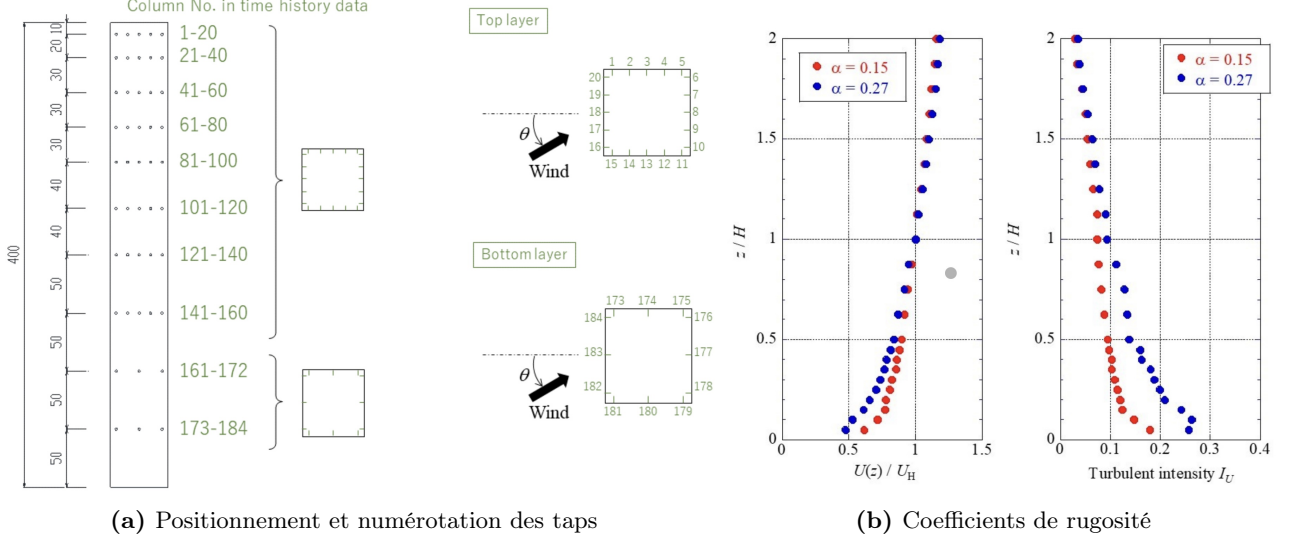 Column No. in time history data
10
20
30
30
30
40
40
50
50
50
50
400
1-20
21-40
41-60
61-80
81-100
101-120
121-140
141-160
161-172
173-184
Top layer
1 2 3 4 5
20 6
19 7
18 8
17 9
16 10
15 14 13 12 11
θ
Wind
Bottom layer
173 174 175
184 176
183 177
182 178
181 180 179
θ
Wind
2
1.5
1
0.5
0
z / H
α = 0.15
α = 0.27
0 0.5 1 1.5
U(z) / U_H
2
1.5
1
0.5
0
z / H
α = 0.15
α = 0.27
0 0.1 0.2 0.3 0.4
Turbulent intensity I_U
(a) Positionnement et numérotation des taps
(b) Coefficients de rugosité